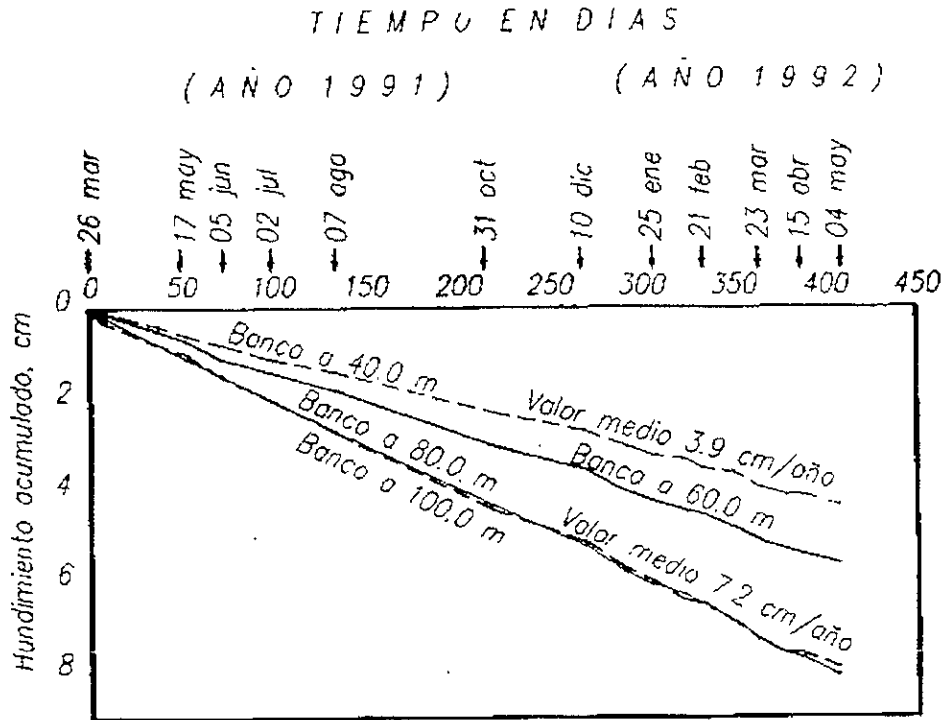 TIEMPO EN DIAS
(AÑO 1991) (AÑO 1992)
26 mar 17 may 05 jun 02 jul 07 ago 31 oct 10 dic 25 ene 21 feb 23 mar 15 abr 04 may
0 50 100 150 200 250 300 350 400 450
0
2
4
6
8
Hundimiento acumulado, cm
Banco a 40.0 m
Valor medio 3.9 cm/año
Banco a 60.0 m
Banco a 80.0 m
Banco a 100.0 m
Valor medio 7.2 cm/año